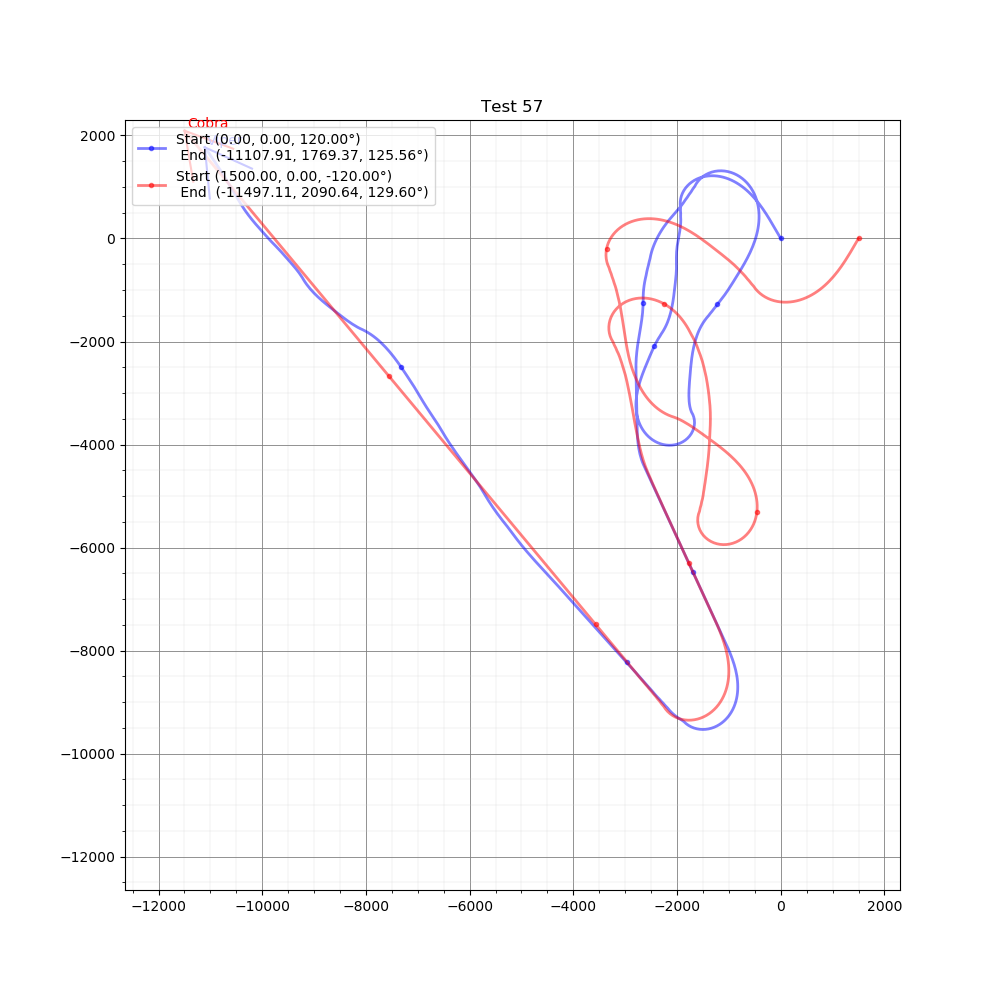 Test 57
Cobra
Start (0.00, 0.00, 120.00°)
End (-11107.91, 1769.37, 125.56°)
Start (1500.00, 0.00, -120.00°)
End (-11497.11, 2090.64, 129.60°)
2000
0
−2000
−4000
−6000
−8000
−10000
−12000
−12000 −10000 −8000 −6000 −4000 −2000 0 2000